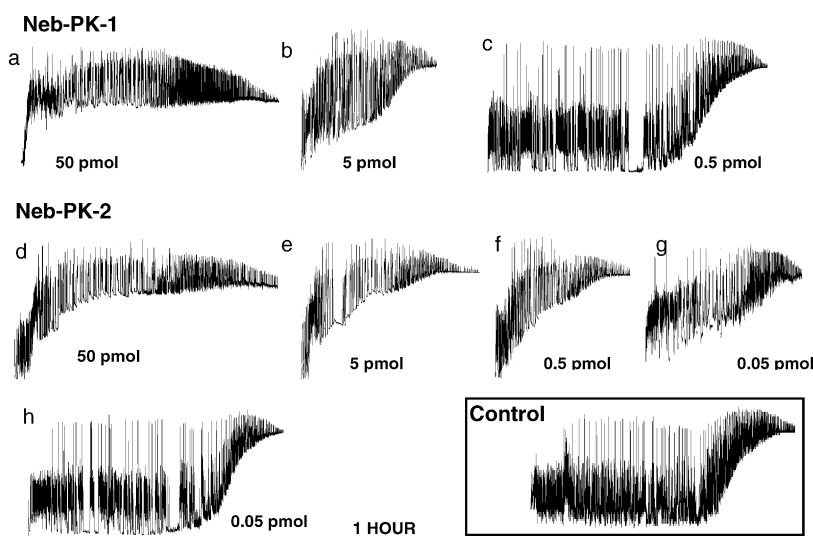 Neb-PK-1
a
b
c
50 pmol
5 pmol
0.5 pmol
Neb-PK-2
d
e
f
g
50 pmol
5 pmol
0.5 pmol
0.05 pmol
h
Control
0.05 pmol
1 HOUR